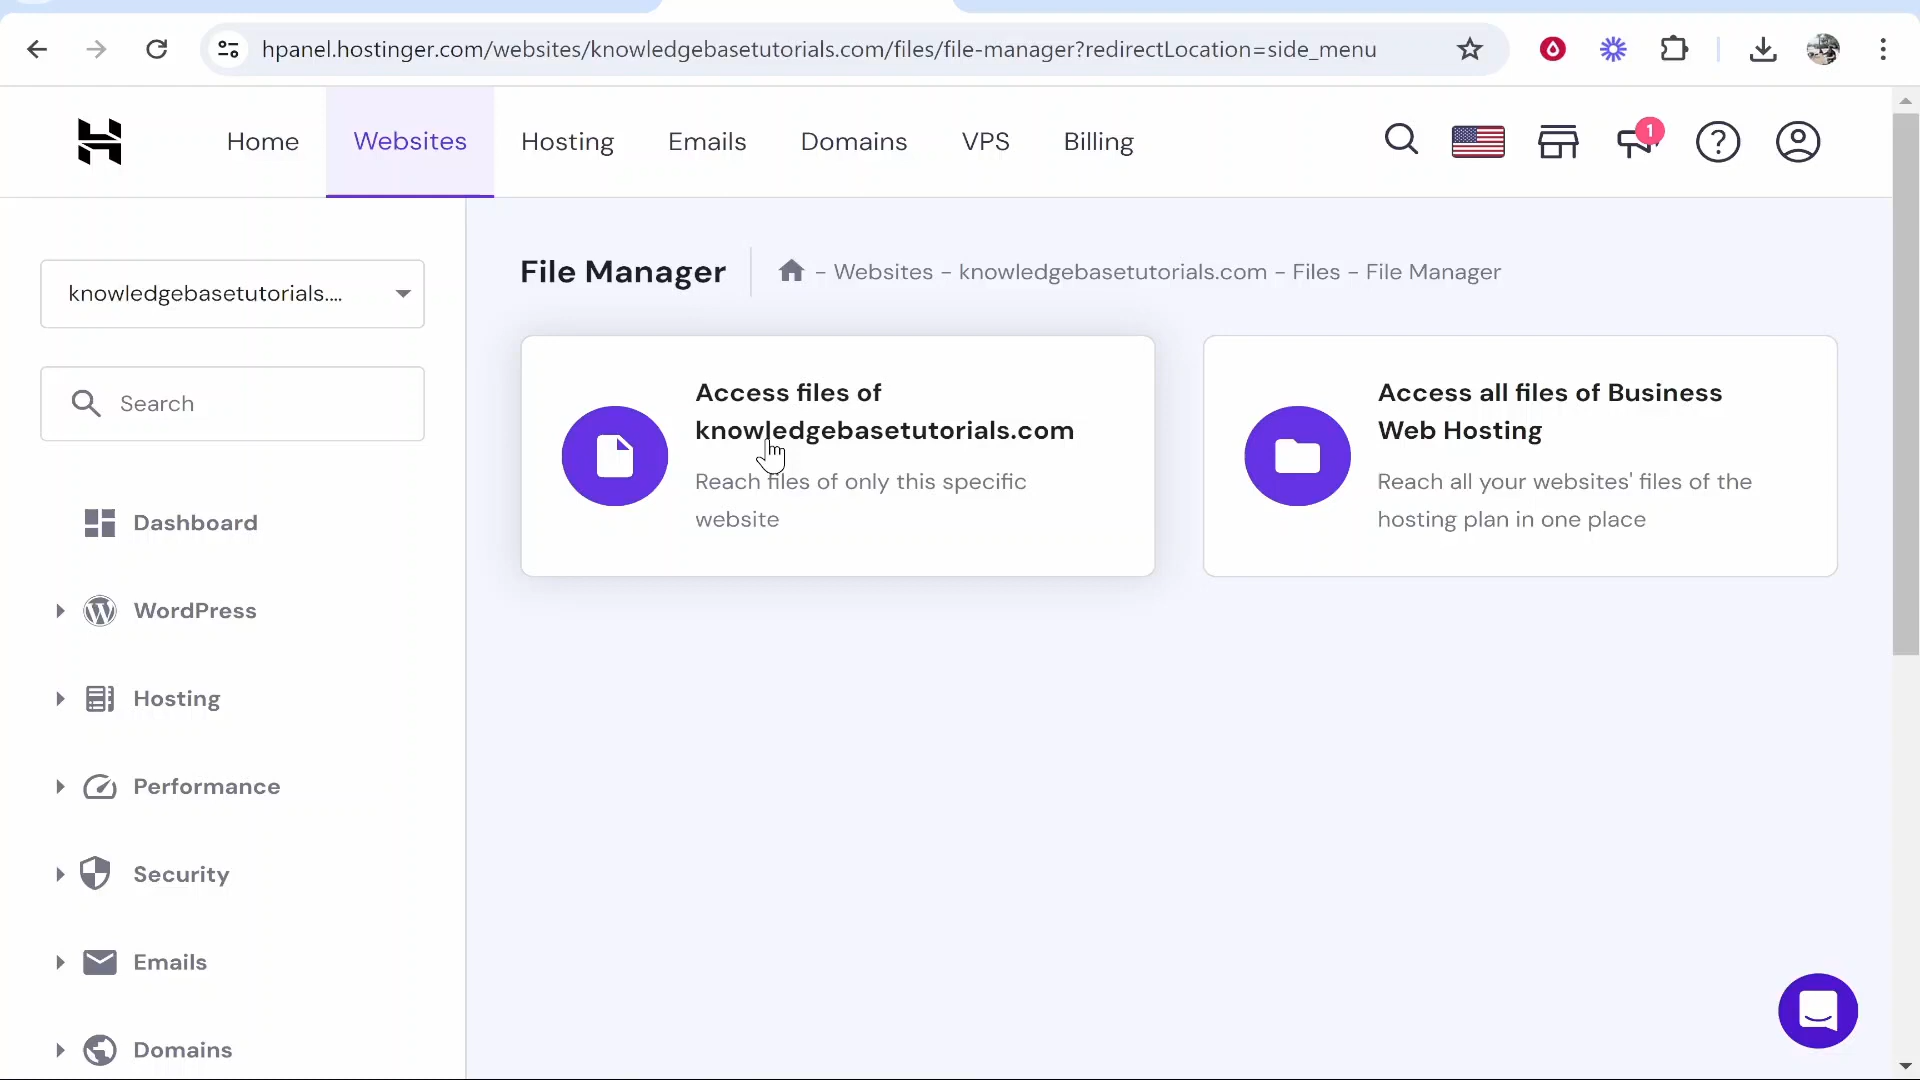 hpanel.hostinger.com/websites/knowledgebasetutorials.com/files/file-manager?redirectLocation=side_menu
Home
Websites
Hosting
Emails
Domains
VPS
Billing
1
knowledgebasetutorials....
Search
Dashboard
WordPress
Hosting
Performance
Security
Emails
Domains
File Manager
- Websites - knowledgebasetutorials.com - Files - File Manager
Access files of
knowledgebasetutorials.com
Reach files of only this specific
website
Access all files of Business
Web Hosting
Reach all your websites' files of the
hosting plan in one place